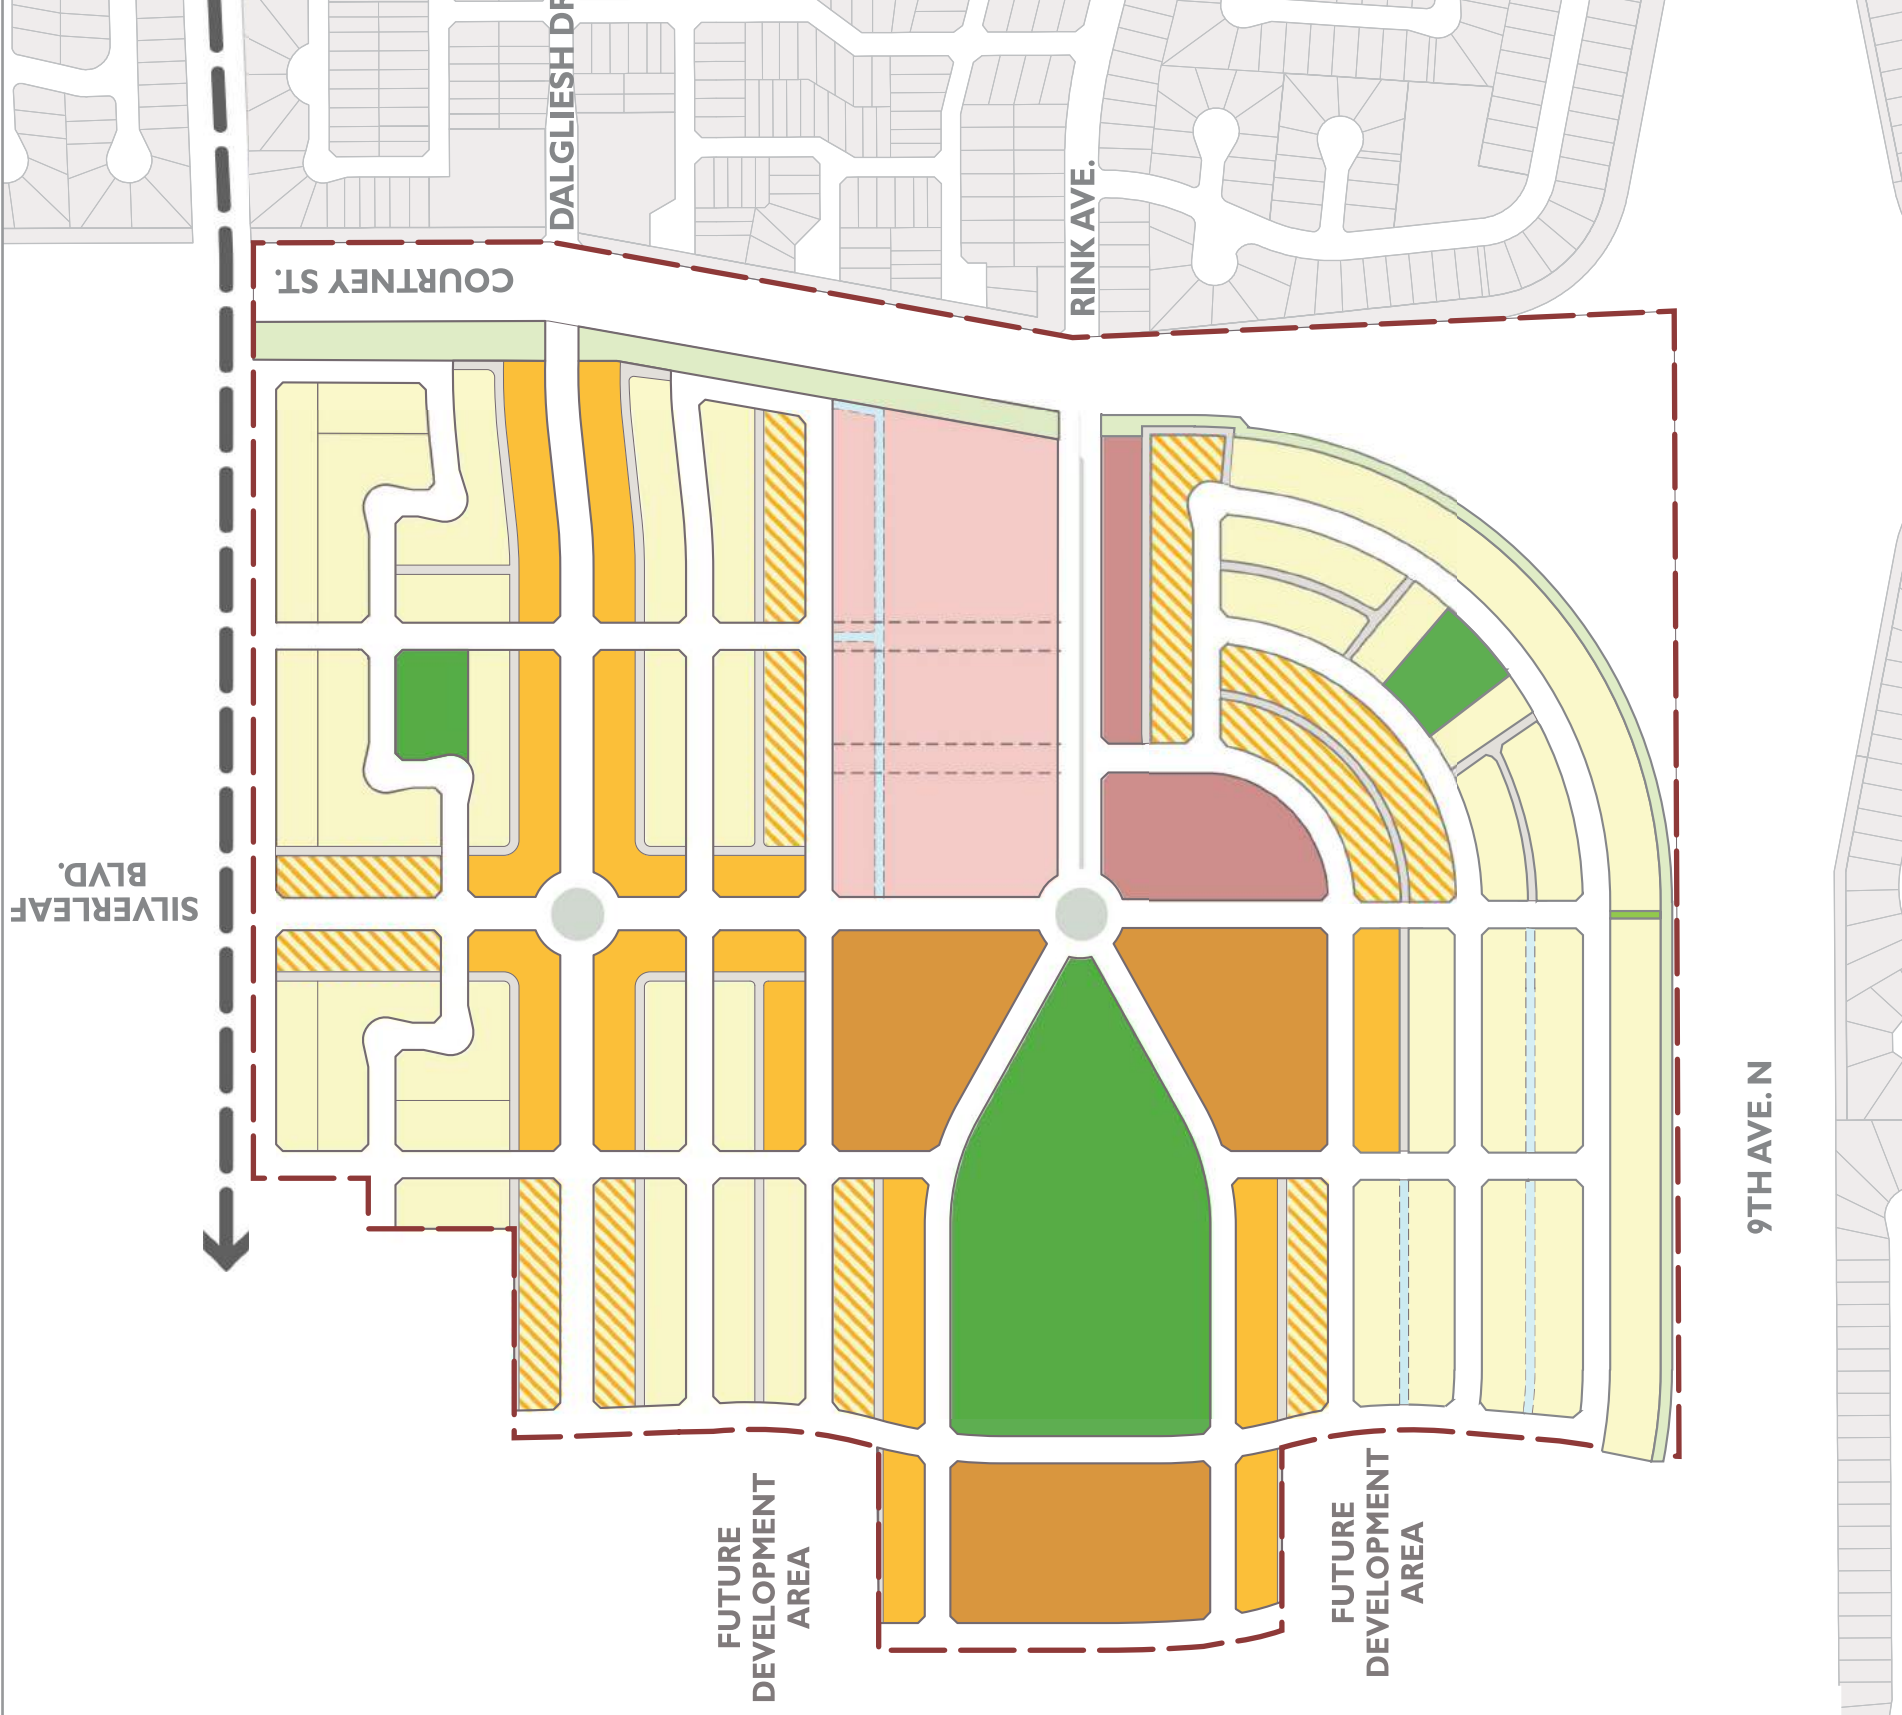 DALGLIESH DR
RINK AVE.
COURTNEY ST.
SILVERLEAF
BLVD.
9TH AVE. N
FUTURE
DEVELOPMENT
AREA
FUTURE
DEVELOPMENT
AREA